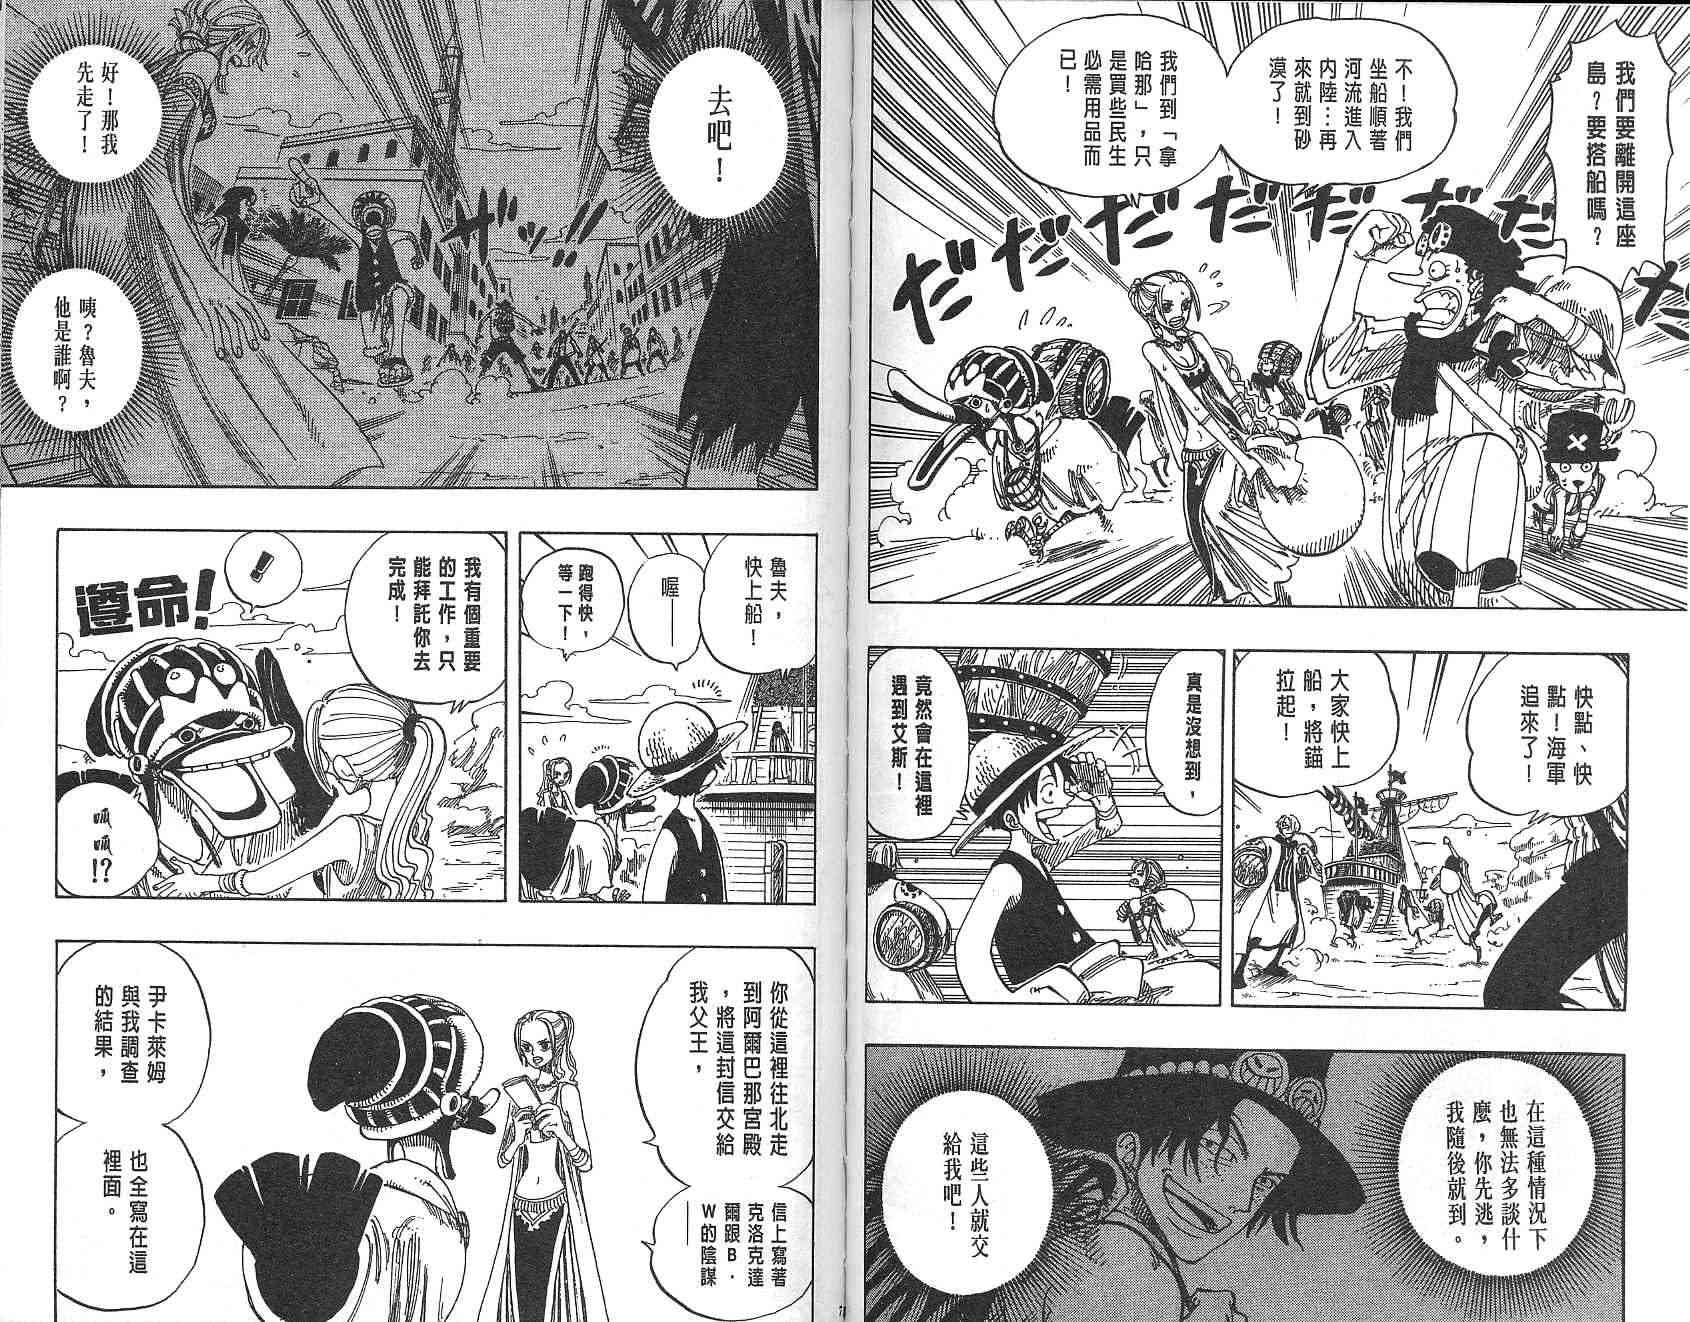 我們要離開這座
島？要搭船嗎？
不！我們
坐船順著
河流進入
內陸…再
來就到砂
漠了！
我們到「拿
哈那」，只
是買些民生
必需用品而
已！
ダダダダダダダ
快點、快
點！海軍
追來了！
大家快上
船，將錨
拉起！
真是沒想到，
竟然會在這裡
遇到艾斯！
在這種情況下
也無法多談什
麼，你先逃，
我隨後就到。
這些人就交
給我吧！
去吧！
好！那我
先走了！
咦？魯夫，
他是誰啊？
魯夫，
快上船！
喔——
跑得快，
等一下！
我有個重要
的工作，只
能拜託你去
完成！
！
遵命！
呱呱
!?
你從這裡往北走
到阿爾巴那宮殿
，將這封信交給
我父王，
信上寫著
克洛克達
爾跟B．
W的陰謀
——
尹卡萊姆
與我調查
的結果，
也全寫在這
裡面。